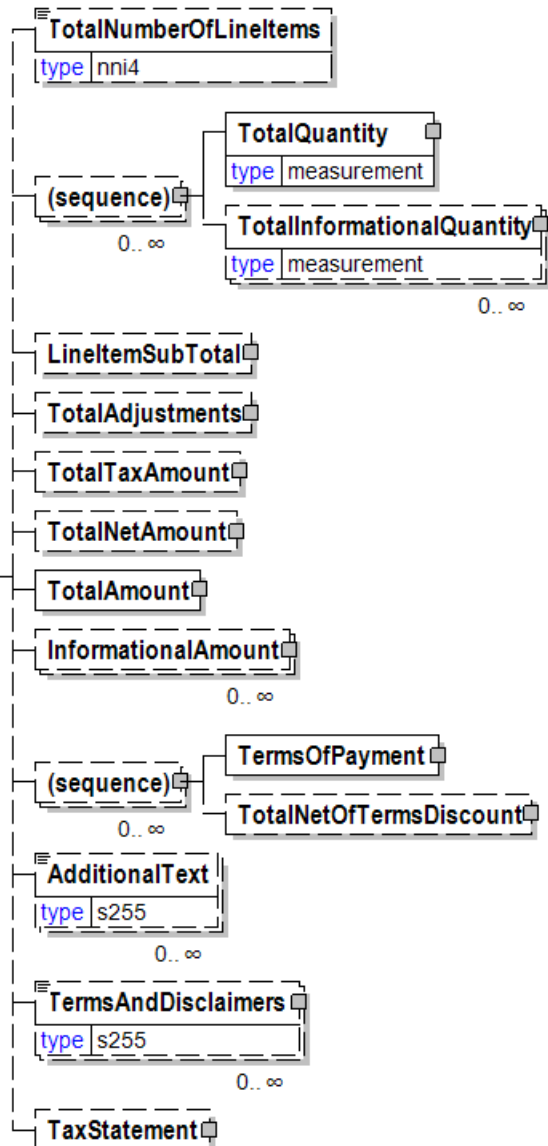 TotalNumberOfLineItems
type nni4
TotalQuantity
type measurement
(sequence)
0.. ∞
TotalInformationalQuantity
type measurement
0.. ∞
LineItemSubTotal
TotalAdjustments
TotalTaxAmount
TotalNetAmount
TotalAmount
InformationalAmount
0.. ∞
TermsOfPayment
(sequence)
0.. ∞
TotalNetOfTermsDiscount
AdditionalText
type s255
0.. ∞
TermsAndDisclaimers
type s255
0.. ∞
TaxStatement